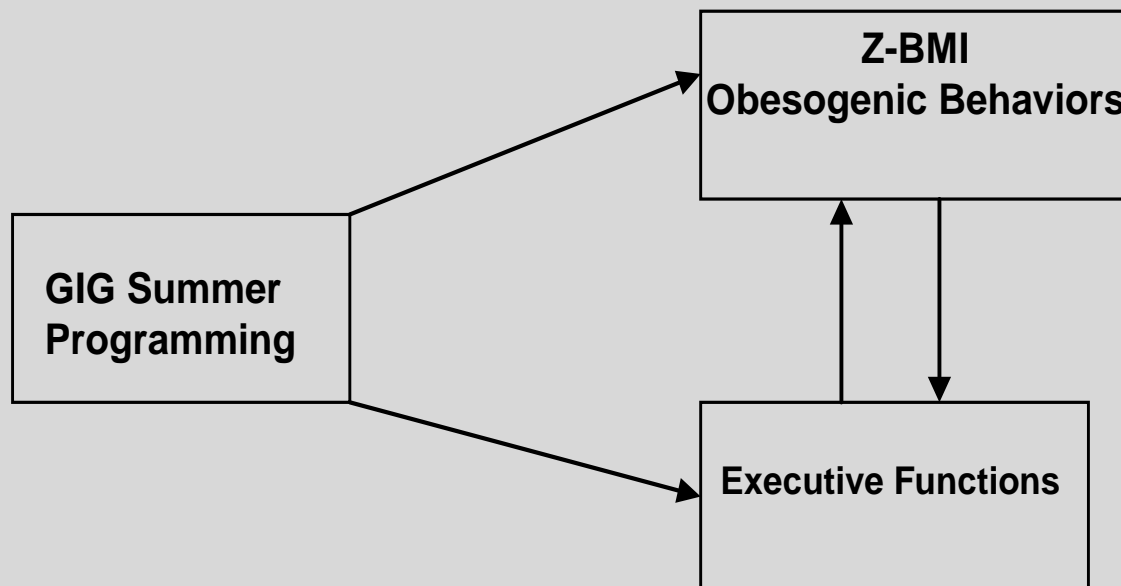 Z-BMI
Obesogenic Behaviors
GIG Summer
Programming
Executive Functions